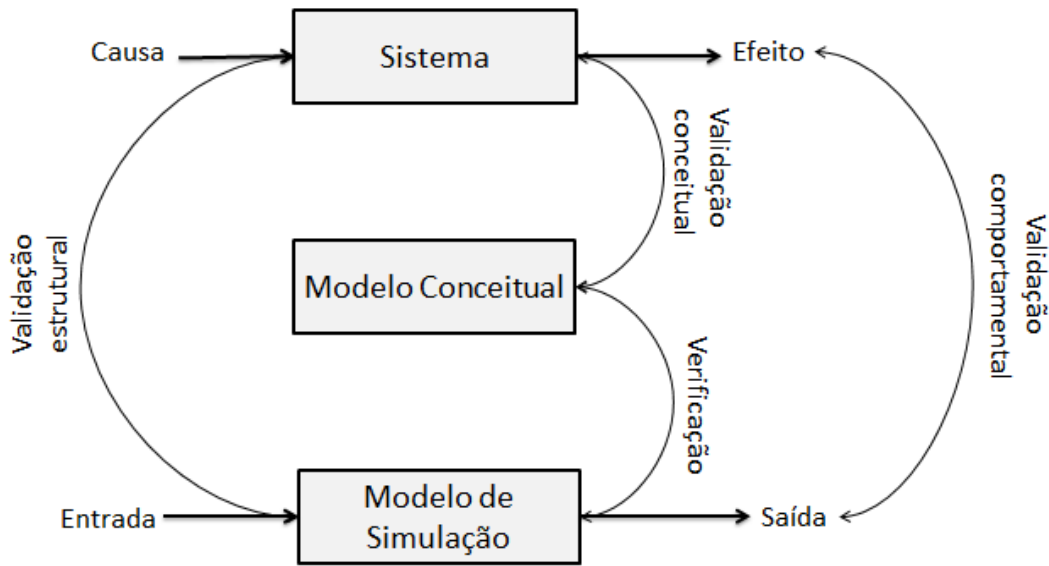 Causa
Sistema
Efeito
Validação
conceitual
Validação
comportamental
Validação
estrutural
Modelo Conceitual
Verificação
Entrada
Modelo de
Simulação
Saída